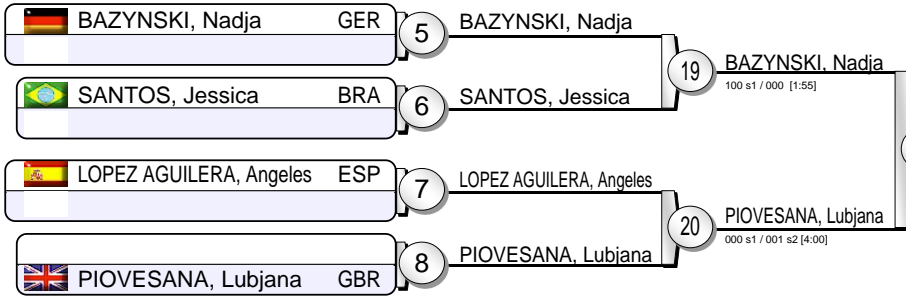 BAZYNSKI, Nadja GER
5
BAZYNSKI, Nadja
SANTOS, Jessica BRA
6
SANTOS, Jessica
19
BAZYNSKI, Nadja
100 s1 / 000 [1:55]
LOPEZ AGUILERA, Angeles ESP
7
LOPEZ AGUILERA, Angeles
PIOVESANA, Lubjana GBR
8
PIOVESANA, Lubjana
20
PIOVESANA, Lubjana
000 s1 / 001 s2 [4:00]